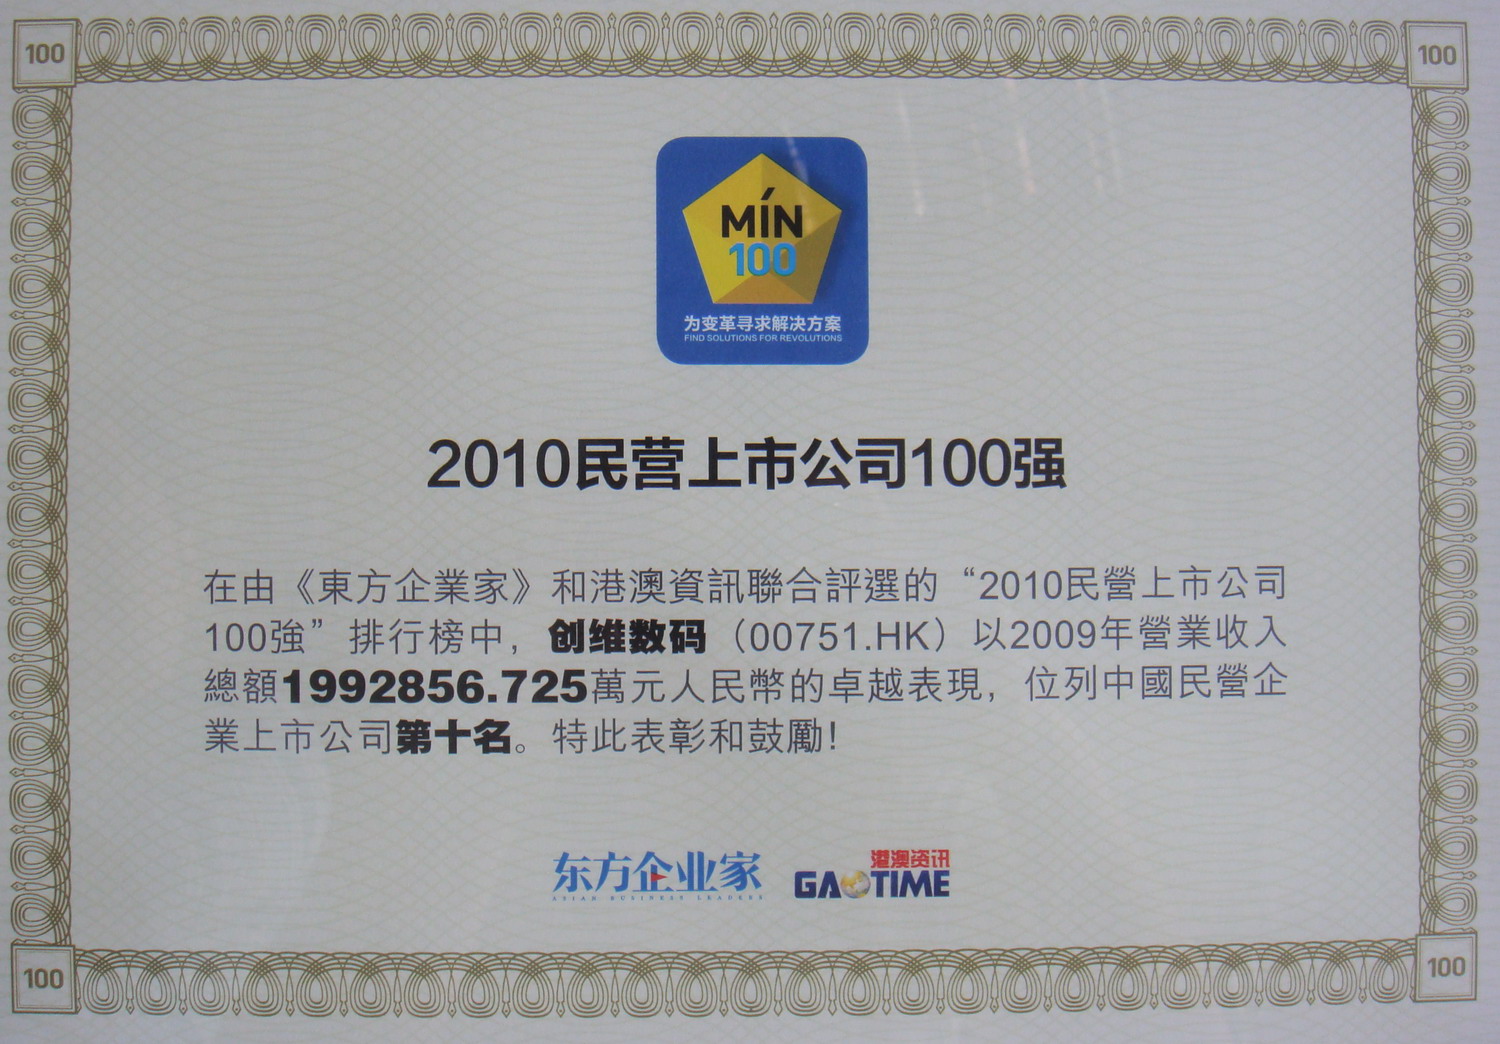 100
100
MÍN
100
为变革寻求解决方案
FIND SOLUTIONS FOR REVOLUTIONS
2010民营上市公司100强
在由《東方企業家》和港澳資訊聯合評選的“2010民營上市公司
100強”排行榜中，创维数码（00751.HK）以2009年營業收入
總額1992856.725萬元人民幣的卓越表現，位列中國民營企
業上市公司第十名。特此表彰和鼓勵！
东方企业家
ASIAN BUSINESS LEADERS
港澳资讯
GAOTIME
100
100